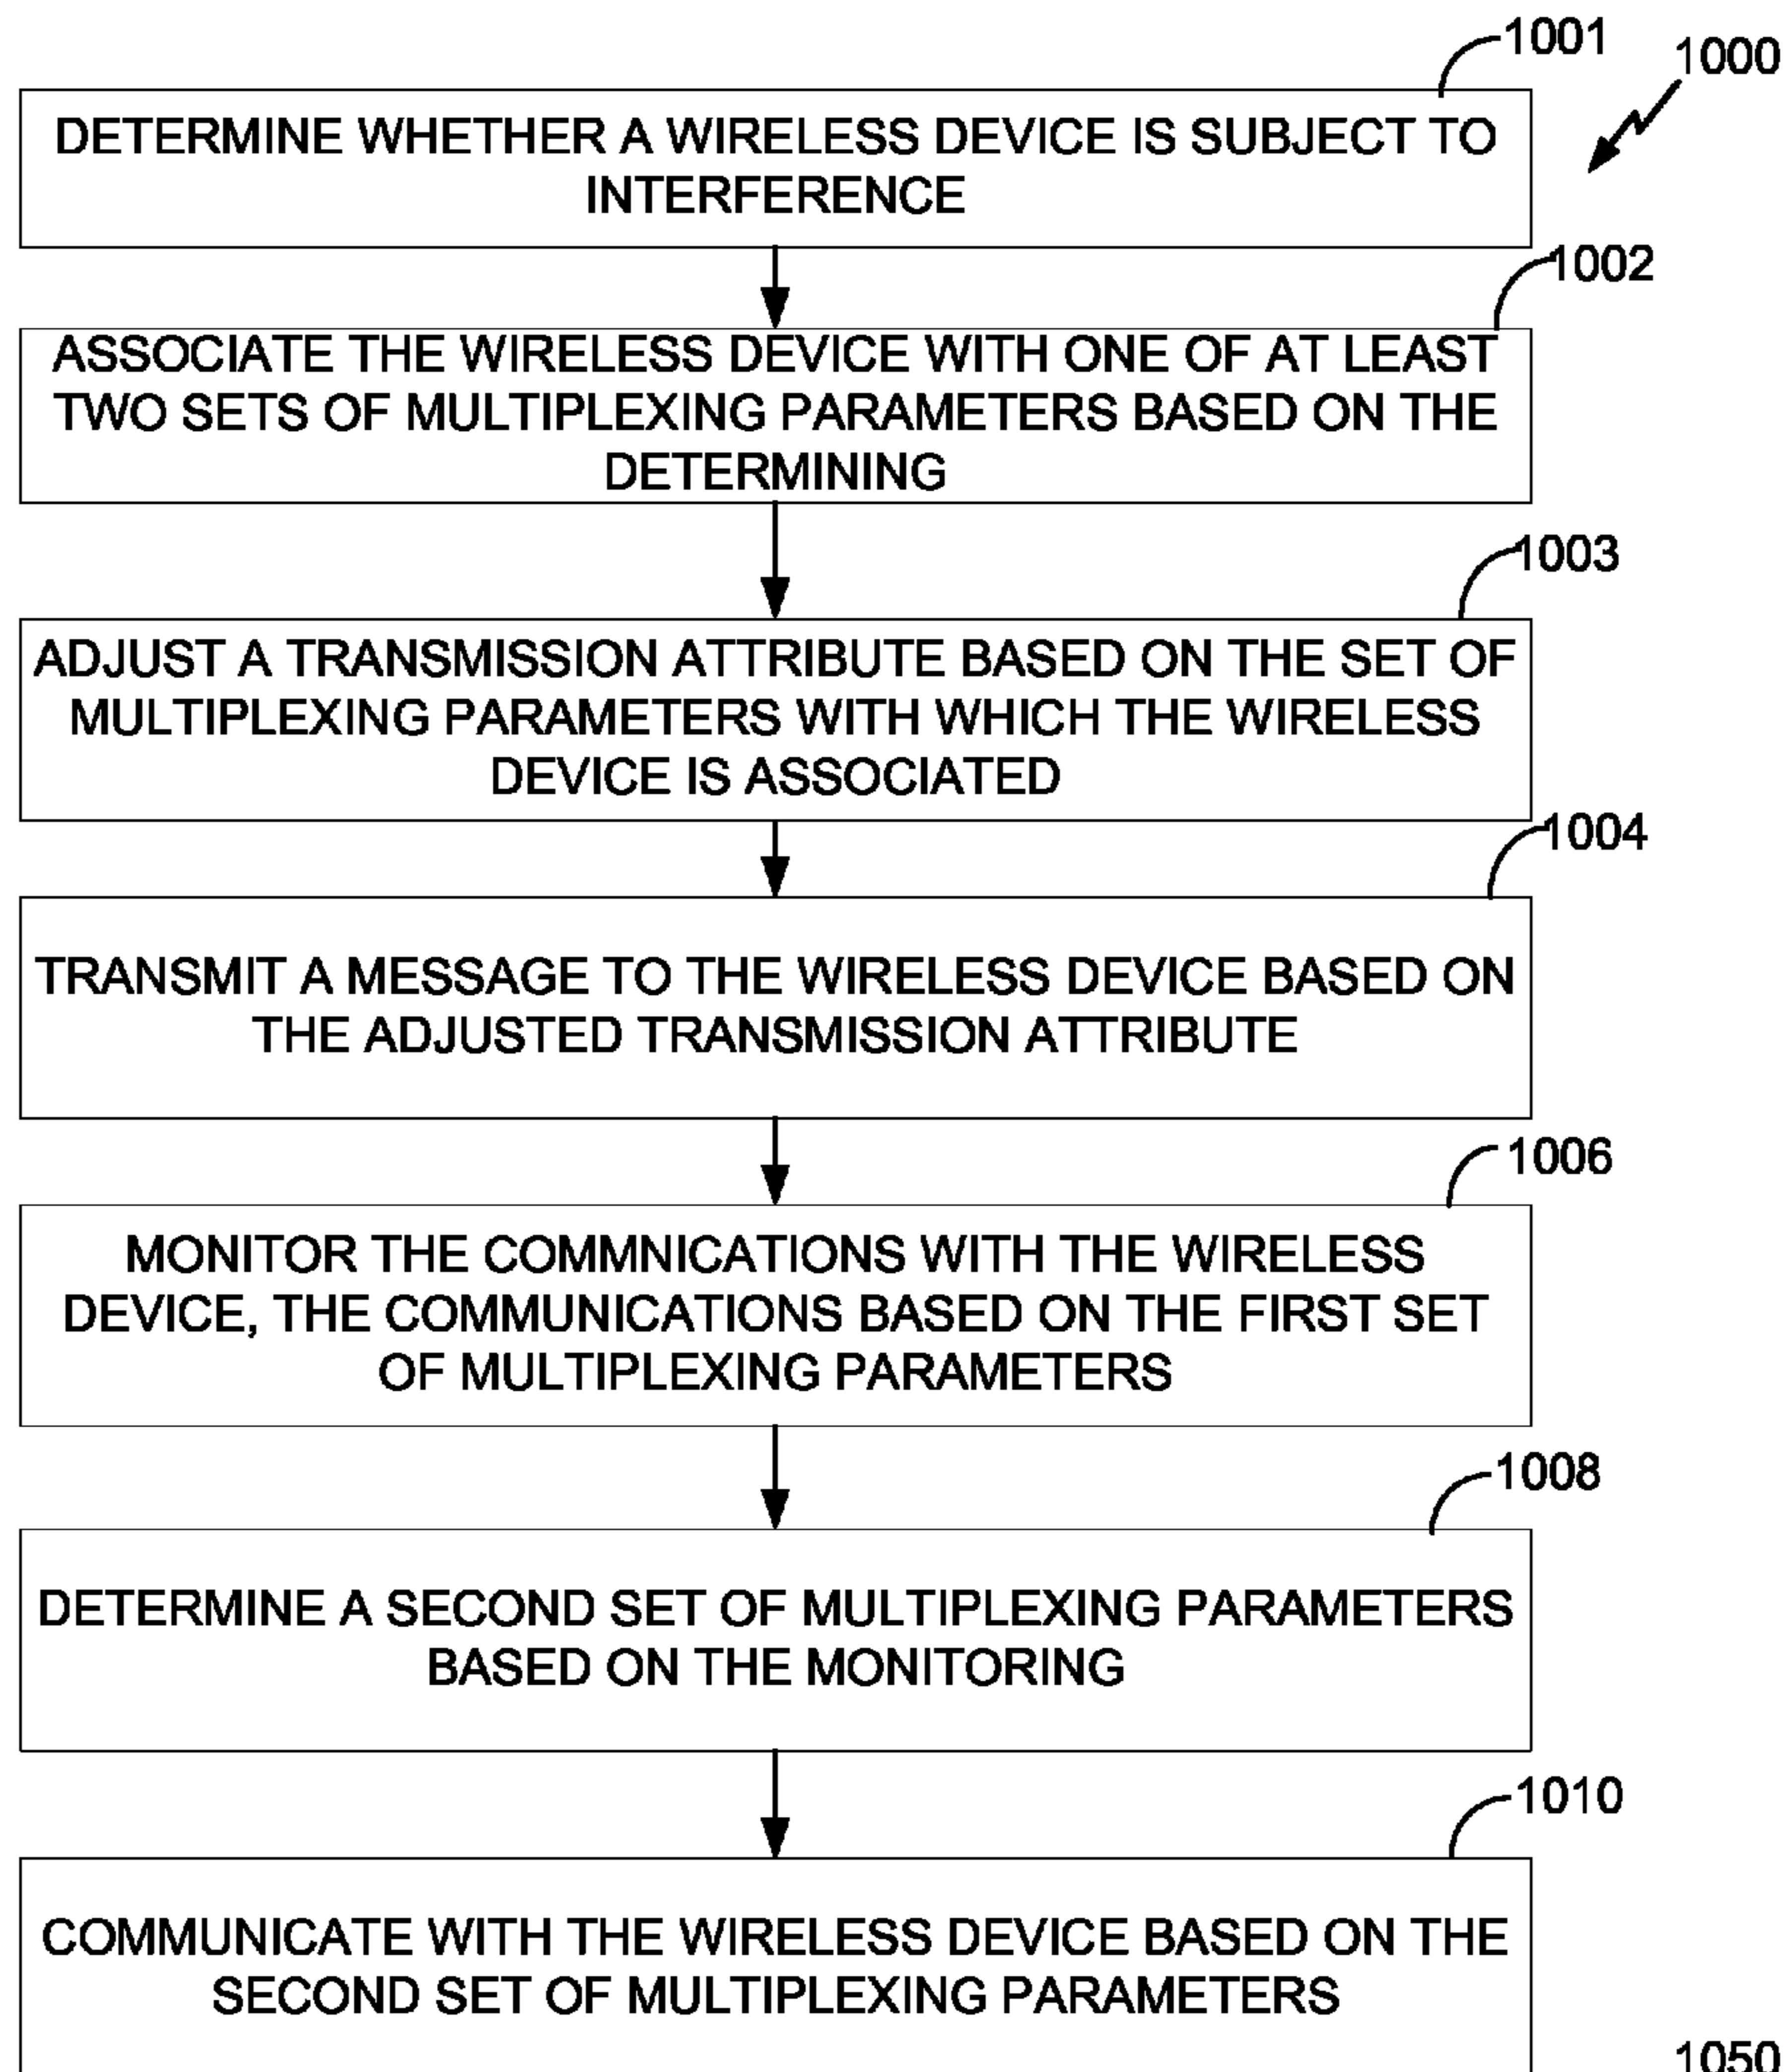 1001
1000
DETERMINE WHETHER A WIRELESS DEVICE IS SUBJECT TO
INTERFERENCE
1002
ASSOCIATE THE WIRELESS DEVICE WITH ONE OF AT LEAST
TWO SETS OF MULTIPLEXING PARAMETERS BASED ON THE
DETERMINING
1003
ADJUST A TRANSMISSION ATTRIBUTE BASED ON THE SET OF
MULTIPLEXING PARAMETERS WITH WHICH THE WIRELESS
DEVICE IS ASSOCIATED
1004
TRANSMIT A MESSAGE TO THE WIRELESS DEVICE BASED ON
THE ADJUSTED TRANSMISSION ATTRIBUTE
1006
MONITOR THE COMMNICATIONS WITH THE WIRELESS
DEVICE, THE COMMUNICATIONS BASED ON THE FIRST SET
OF MULTIPLEXING PARAMETERS
1008
DETERMINE A SECOND SET OF MULTIPLEXING PARAMETERS
BASED ON THE MONITORING
1010
COMMUNICATE WITH THE WIRELESS DEVICE BASED ON THE
SECOND SET OF MULTIPLEXING PARAMETERS
1050